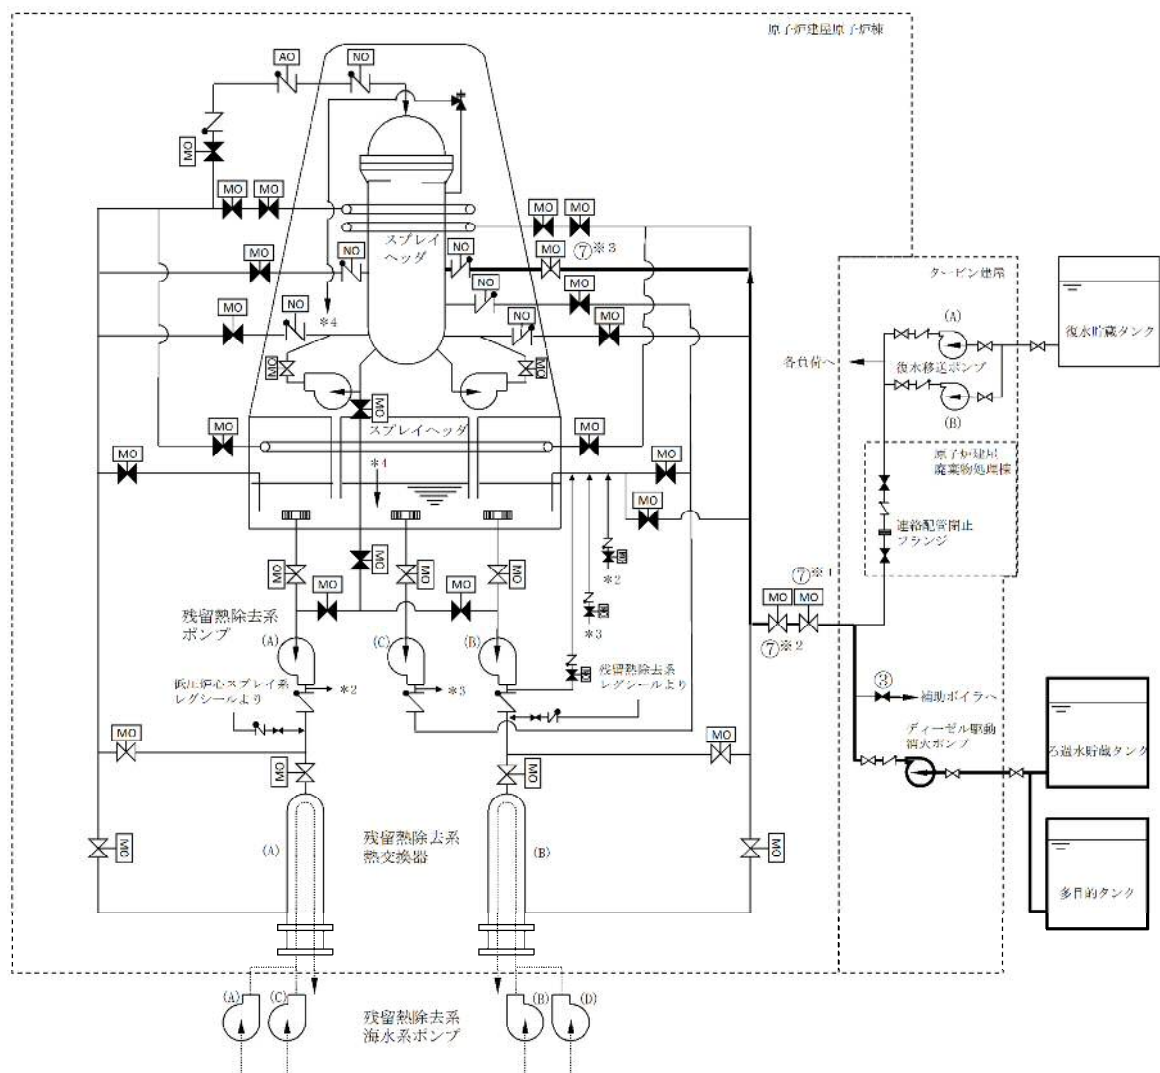 原子炉建屋原子炉棟
AO
NO
MO
MO
MO
MO
MO
スプレイ
ヘッダ
⑦※3
MO
NO
NO
MO
MO
NO
MO
タービン建屋
MO
NO
*4
NO
MO
(A)
復水貯蔵タンク
各負荷へ
復水移送ポンプ
MO
MO
(B)
MO
スプレイヘッダ
MO
MO
原子炉建屋
廃棄物処理棟
MO
*4
MO
MO
連絡配管閉止
フランジ
MO
MO
MO
MO
*2
⑦※1
MO
MO
MO
MO
残留熱除去系
ポンプ
*3
(A)
(C)
(B)
⑦※2
低圧炉心スプレイ系
レグシールより
*2
*3
残留熱除去系
レグシールより
③
補助ボイラへ
ディーゼル駆動
消火ポンプ
ろ過水貯蔵タンク
MO
MO
MO
MO
残留熱除去系
熱交換器
(A)
(B)
MO
MO
多目的タンク
(A)
(C)
(B)
(D)
残留熱除去系
海水系ポンプ